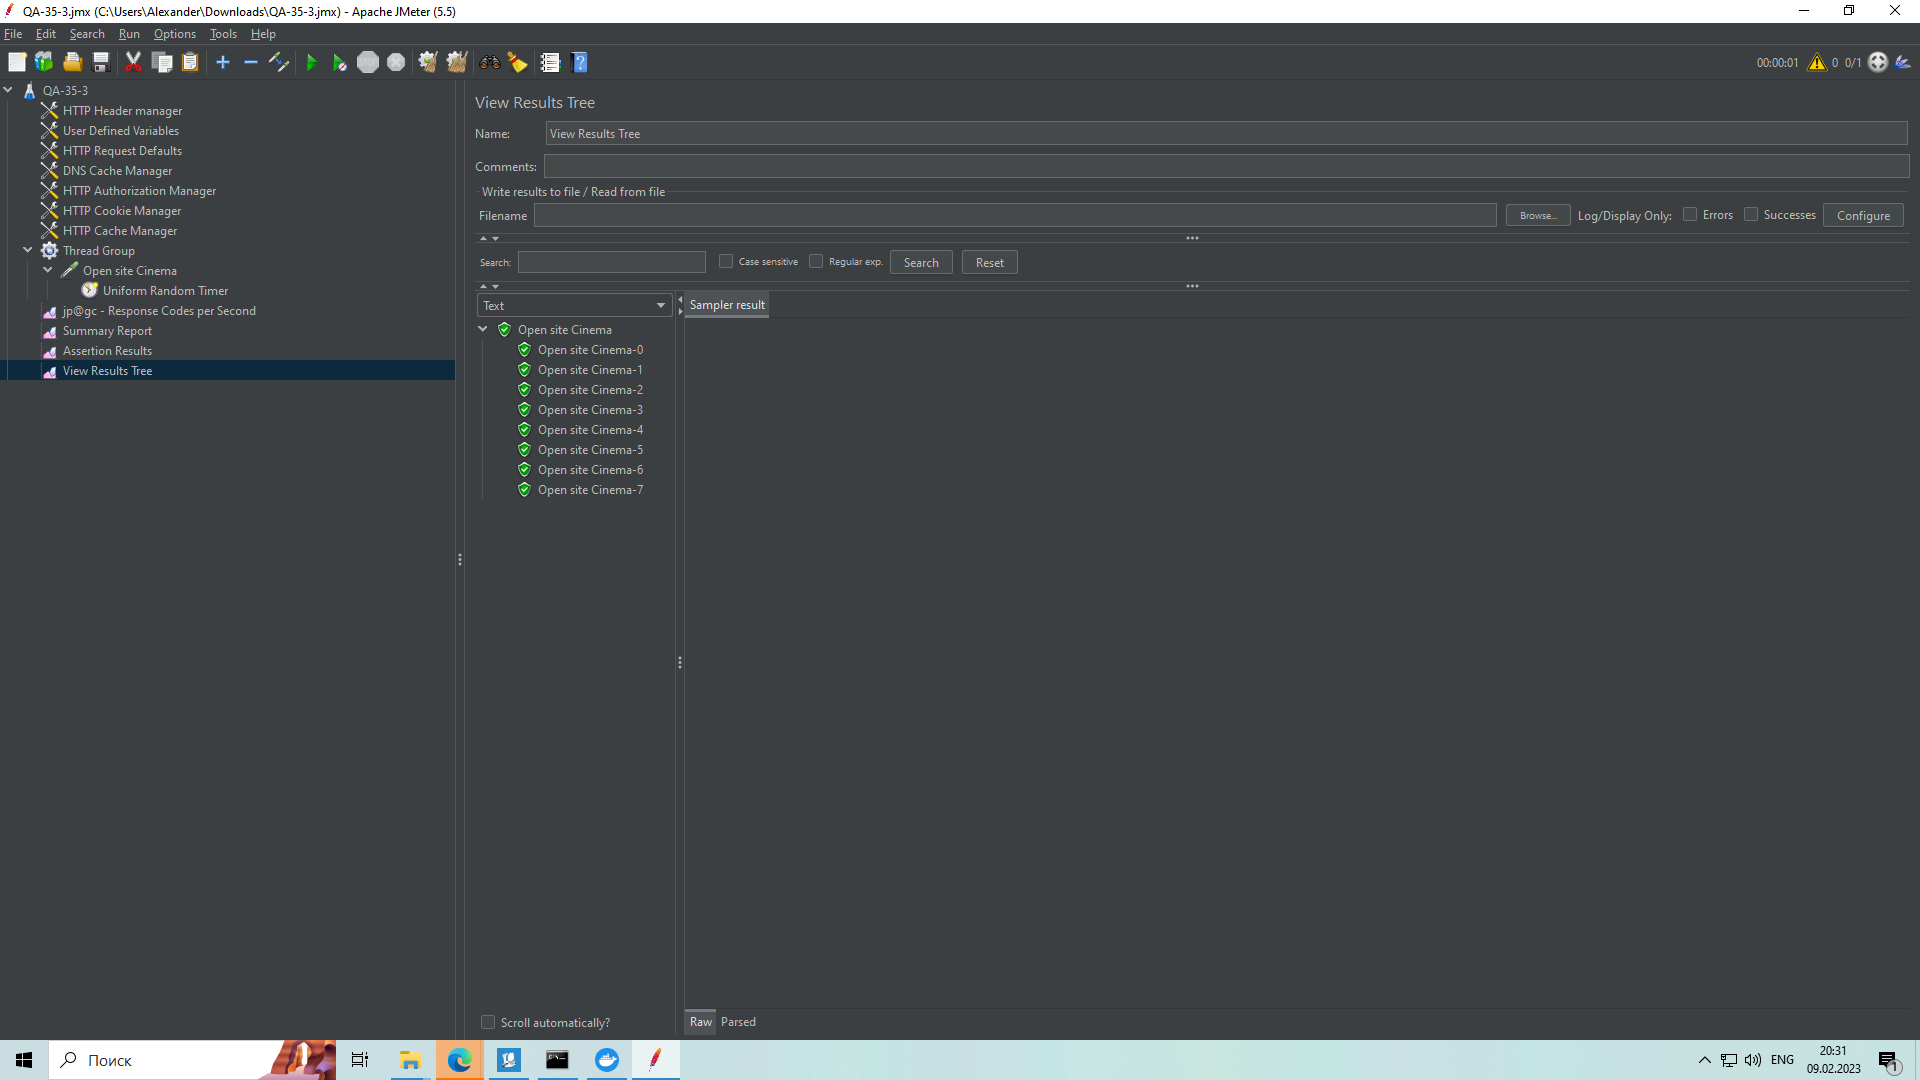 QA-35-3.jmx (C:\Users\Alexander\Downloads\QA-35-3.jmx) - Apache JMeter (5.5)
File Edit Search Run Options Tools Help
00:00:01 0 0/1
QA-35-3
HTTP Header manager
User Defined Variables
HTTP Request Defaults
DNS Cache Manager
HTTP Authorization Manager
HTTP Cookie Manager
HTTP Cache Manager
Thread Group
Open site Cinema
Uniform Random Timer
jp@gc - Response Codes per Second
Summary Report
Assertion Results
View Results Tree
View Results Tree
Name: View Results Tree
Comments:
Write results to file / Read from file
Filename Browse... Log/Display Only: Errors Successes Configure
Search: Case sensitive Regular exp. Search Reset
Text
Sampler result
Open site Cinema
Open site Cinema-0
Open site Cinema-1
Open site Cinema-2
Open site Cinema-3
Open site Cinema-4
Open site Cinema-5
Open site Cinema-6
Open site Cinema-7
Scroll automatically?
Raw Parsed
Поиск
ENG
20:31
09.02.2023
1